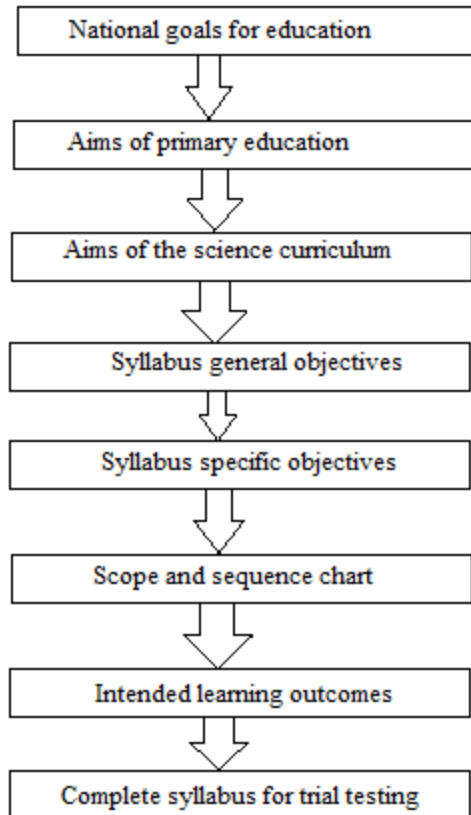 National goals for education
Aims of primary education
Aims of the science curriculum
Syllabus general objectives
Syllabus specific objectives
Scope and sequence chart
Intended learning outcomes
Complete syllabus for trial testing